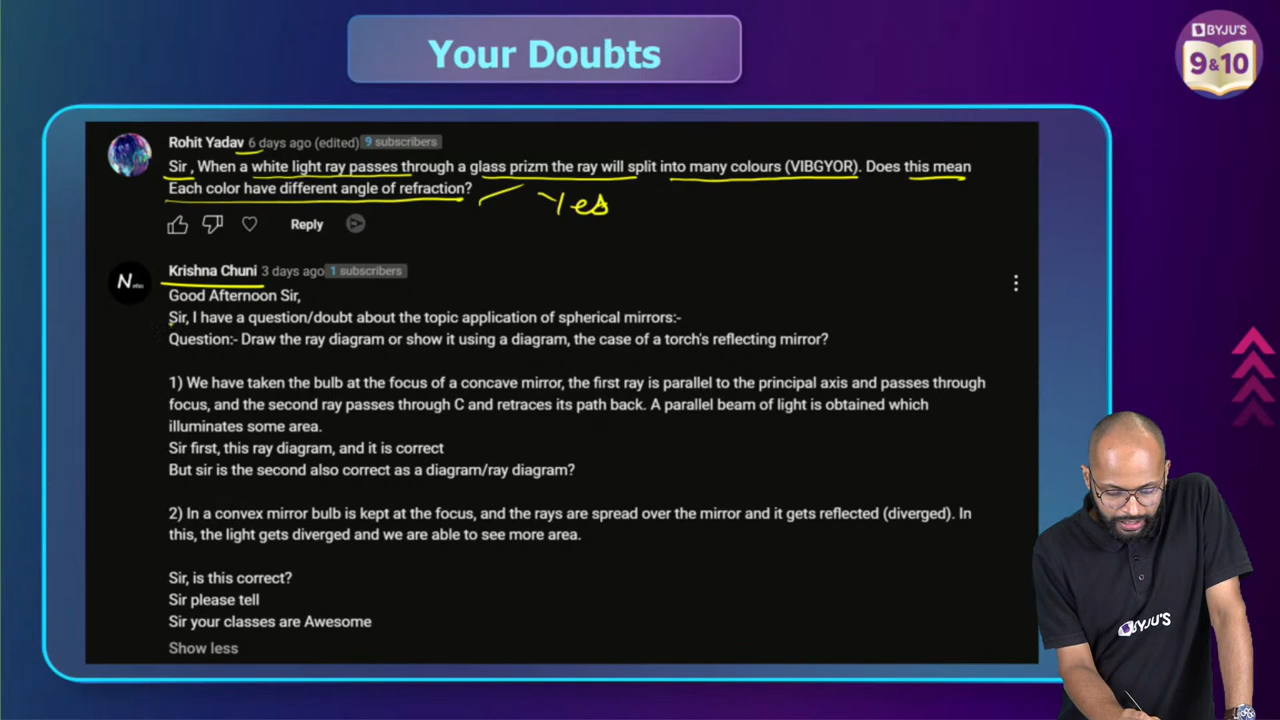 Your Doubts
BYJU'S
9&10
Rohit Yadav 6 days ago (edited) 9 subscribers
Sir , When a white light ray passes through a glass prizm the ray will split into many colours (VIBGYOR). Does this mean
Each color have different angle of refraction?
Yes
Reply
Krishna Chuni 3 days ago 1 subscribers
Good Afternoon Sir,
Sir, I have a question/doubt about the topic application of spherical mirrors:-
Question:- Draw the ray diagram or show it using a diagram, the case of a torch's reflecting mirror?
1) We have taken the bulb at the focus of a concave mirror, the first ray is parallel to the principal axis and passes through
focus, and the second ray passes through C and retraces its path back. A parallel beam of light is obtained which
illuminates some area.
Sir first, this ray diagram, and it is correct
But sir is the second also correct as a diagram/ray diagram?
2) In a convex mirror bulb is kept at the focus, and the rays are spread over the mirror and it gets reflected (diverged). In
this, the light gets diverged and we are able to see more area.
Sir, is this correct?
Sir please tell
Sir your classes are Awesome
Show less
BYJU'S